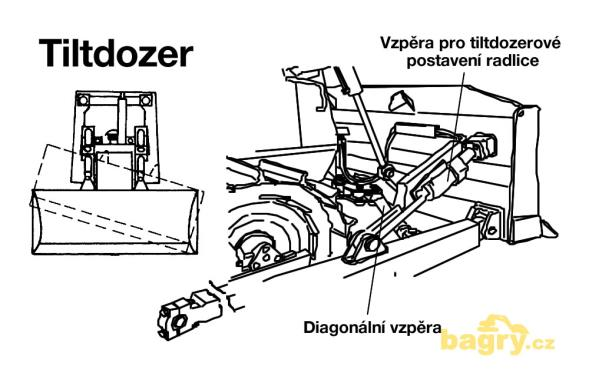 Tiltdozer
Vzpěra pro tiltdozerové
postavení radlice
Diagonální vzpěra
bagry.cz